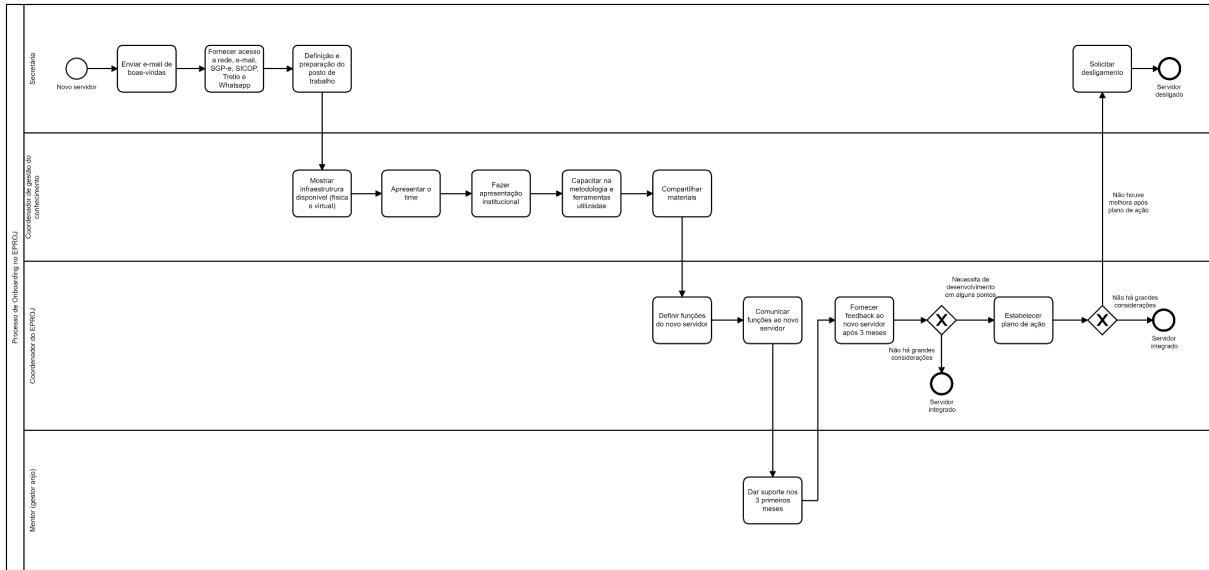 Processo de Onboarding no EPROJ
Secretária
Novo servidor
Enviar e-mail de
boas-vindas
Fornecer acesso
a rede, e-mail,
SGP-e, SICOP,
Trello e
Whatsapp
Definição e
preparação do
posto de
trabalho
Solicitar
desligamento
Servidor
desligado
Coordenador de gestão do
conhecimento
Mostrar
infraestrutrura
disponível (física
e virtual)
Apresentar o
time
Fazer
apresentação
institucional
Capacitar na
metodologia e
ferramentas
utilizadas
Compartilhar
materiais
Não houve
melhora após
plano de ação
Coordenador do EPROJ
Definir funções
do novo servidor
Comunicar
funções ao novo
servidor
Fornecer
feedback ao
novo servidor
após 3 meses
Necessita de
desenvolvimento
em alguns pontos
Não há grandes
considerações
Servidor
integrado
Estabelecer
plano de ação
Não há grandes
considerações
Servidor
integrado
Mentor (gestor anjo)
Dar suporte nos
3 primeiros
meses